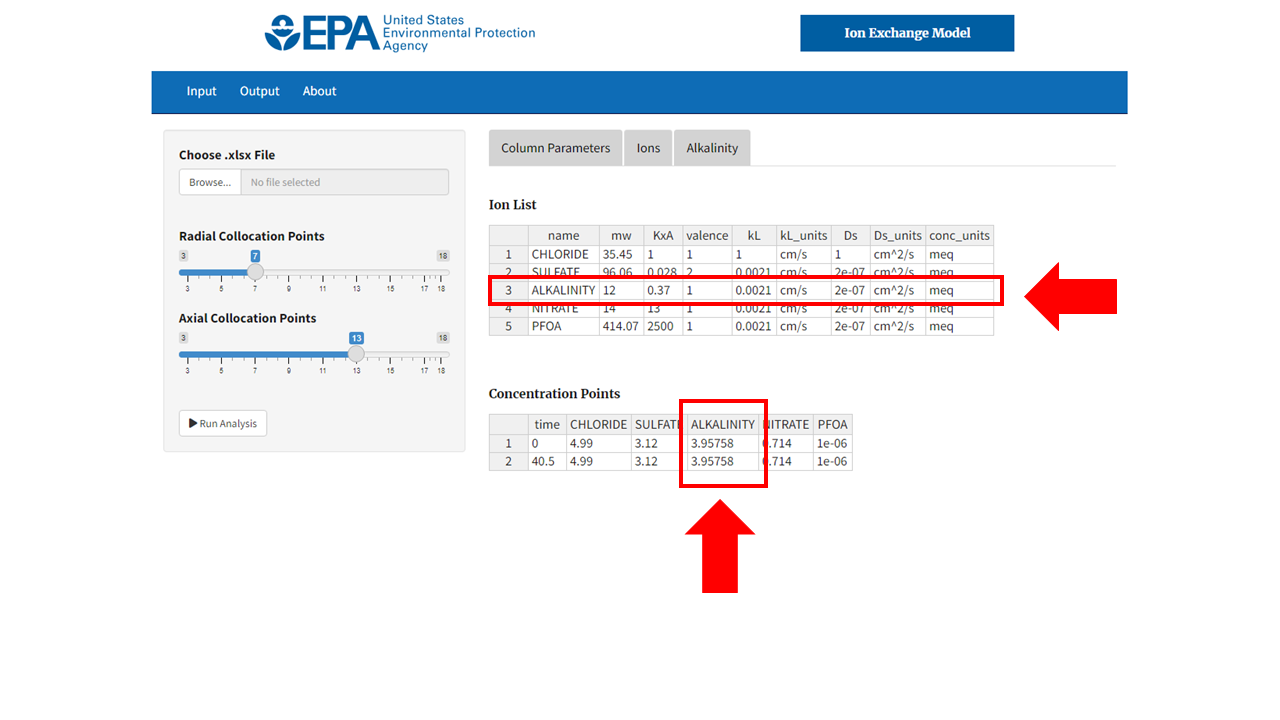 EPA United States
Environmental Protection
Agency
Ion Exchange Model
Input Output About
Choose .xlsx File
Browse... No file selected
Radial Collocation Points
3 7 18
3 5 7 9 11 13 15 17 18
Axial Collocation Points
3 13 18
3 5 7 9 11 13 15 17 18
Run Analysis
Column Parameters Ions Alkalinity
Ion List
name mw KxA valence kL kL_units Ds Ds_units conc_units
1 CHLORIDE 35.45 1 1 1 cm/s 1 cm^2/s meq
2 SULFATE 96.06 0.028 2 0.0021 cm/s 2e-07 cm^2/s meq
3 ALKALINITY 12 0.37 1 0.0021 cm/s 2e-07 cm^2/s meq
4 NITRATE 14 13 1 0.0021 cm/s 2e-07 cm^2/s meq
5 PFOA 414.07 2500 1 0.0021 cm/s 2e-07 cm^2/s meq
Concentration Points
time CHLORIDE SULFATE ALKALINITY NITRATE PFOA
1 0 4.99 3.12 3.95758 0.714 1e-06
2 40.5 4.99 3.12 3.95758 0.714 1e-06